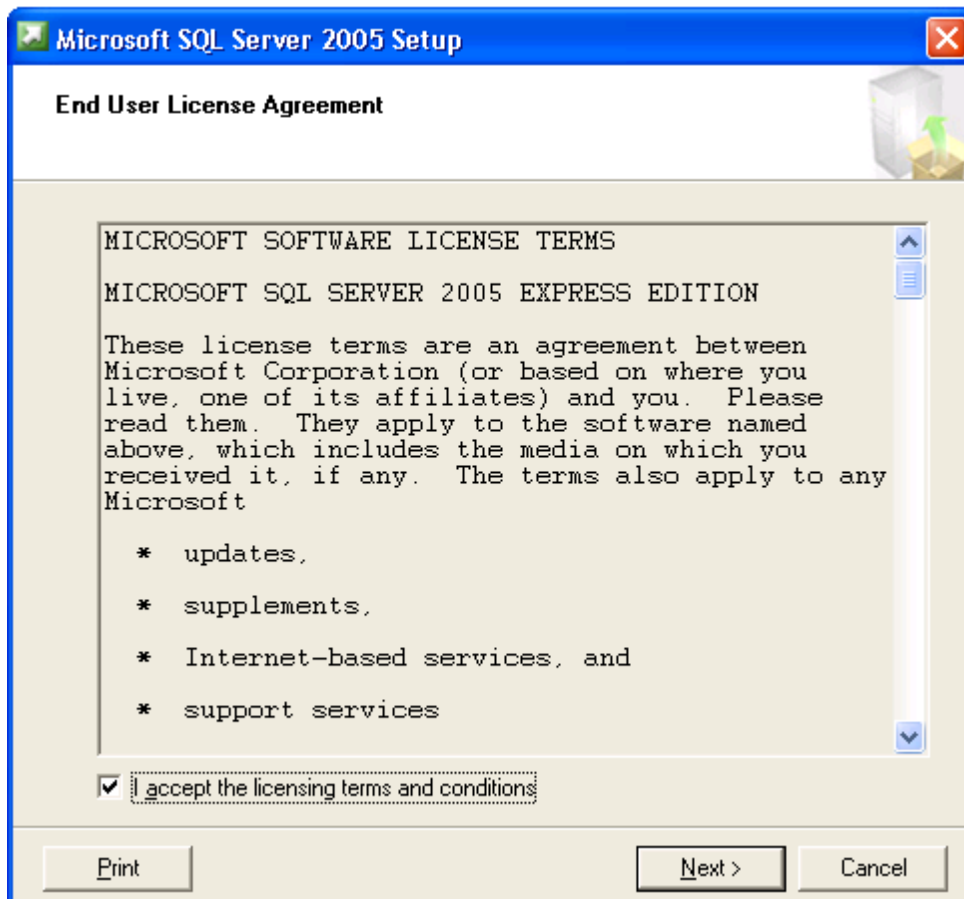 Microsoft SQL Server 2005 Setup
End User License Agreement
MICROSOFT SOFTWARE LICENSE TERMS
MICROSOFT SQL SERVER 2005 EXPRESS EDITION
These license terms are an agreement between
Microsoft Corporation (or based on where you
live, one of its affiliates) and you.  Please
read them.  They apply to the software named
above, which includes the media on which you
received it, if any.  The terms also apply to any
Microsoft
* updates,
* supplements,
* Internet-based services, and
* support services
I accept the licensing terms and conditions
Print
Next >
Cancel